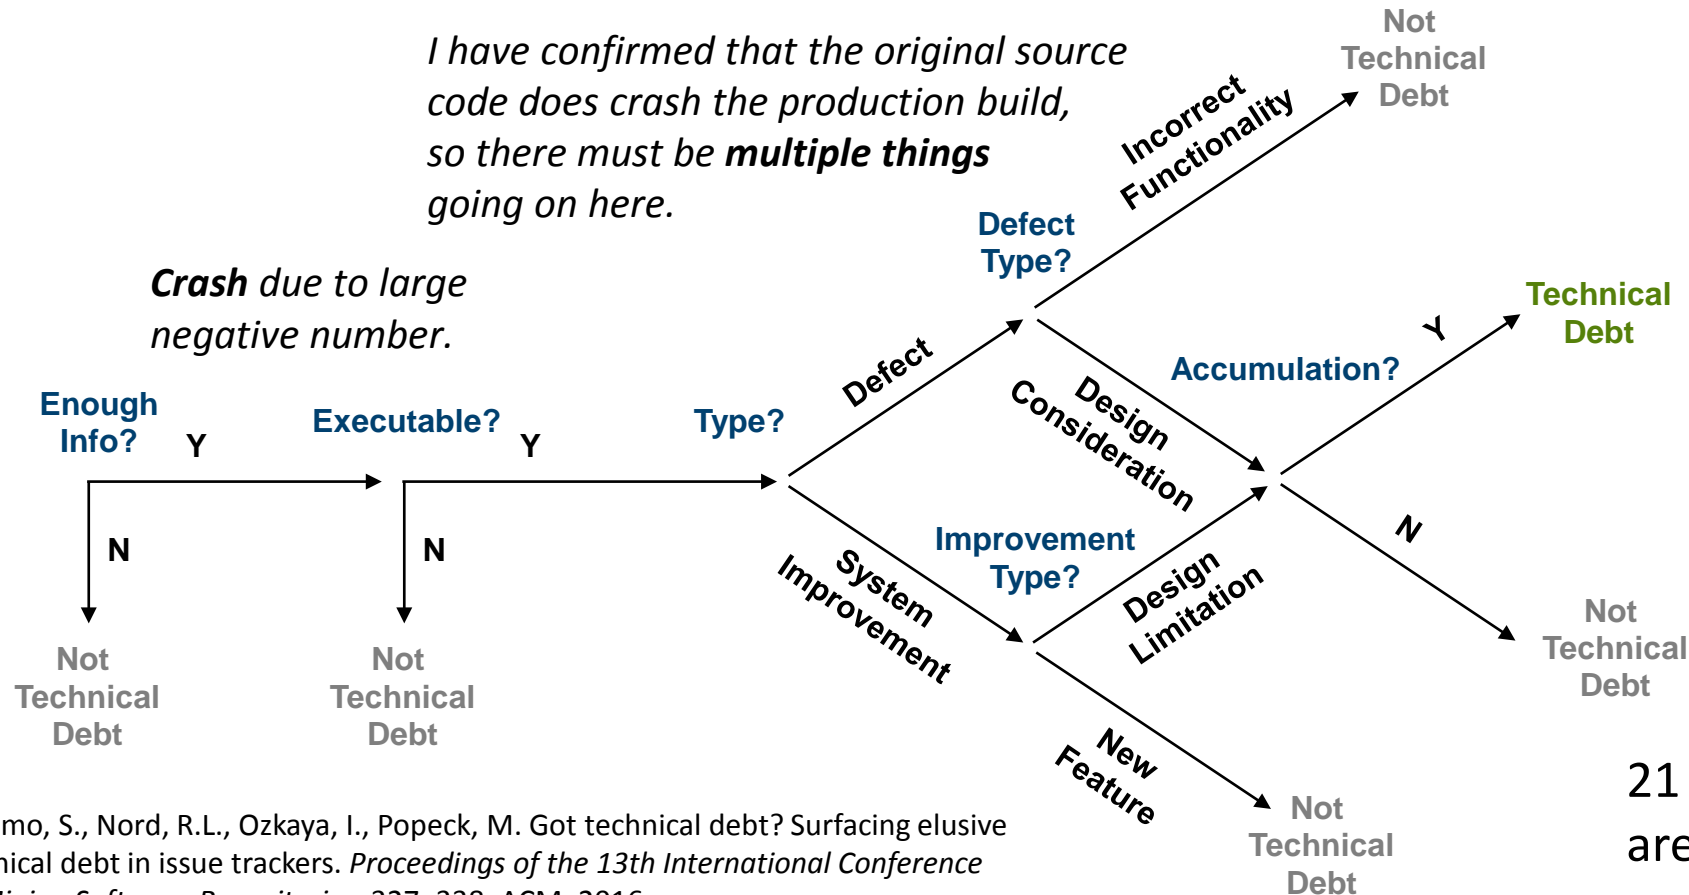 I have confirmed that the original source
code does crash the production build,
so there must be multiple things
going on here.
Crash due to large
negative number.
Enough
Info?
Y
N
Not
Technical
Debt
Executable?
Y
N
Not
Technical
Debt
Type?
Defect
System
Improvement
Defect
Type?
Incorrect
Functionality
Not
Technical
Debt
Design
Consideration
Improvement
Type?
Design
Limitation
New
Feature
Not
Technical
Debt
Accumulation?
Y
Technical
Debt
N
Not
Technical
Debt
21
are
mo, S., Nord, R.L., Ozkaya, I., Popeck, M. Got technical debt? Surfacing elusive
nical debt in issue trackers. Proceedings of the 13th International Conference